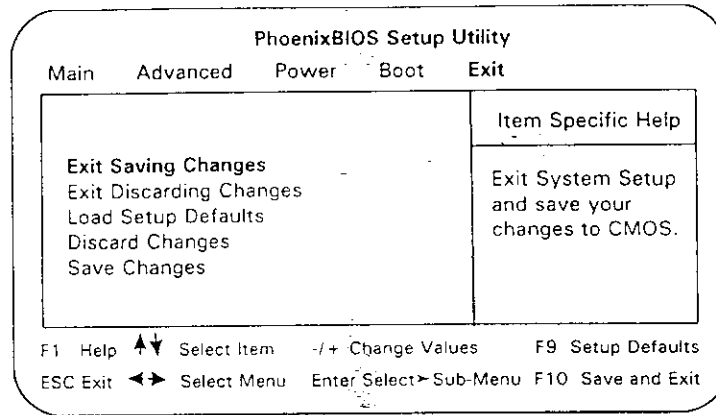 PhoenixBIOS Setup Utility
Main Advanced Power Boot Exit
Item Specific Help
Exit Saving Changes
Exit Discarding Changes
Load Setup Defaults
Discard Changes
Save Changes
Exit System Setup
and save your
changes to CMOS.
F1 Help Select Item -/+ Change Values F9 Setup Defaults
ESC Exit Select Menu Enter Select➤Sub-Menu F10 Save and Exit